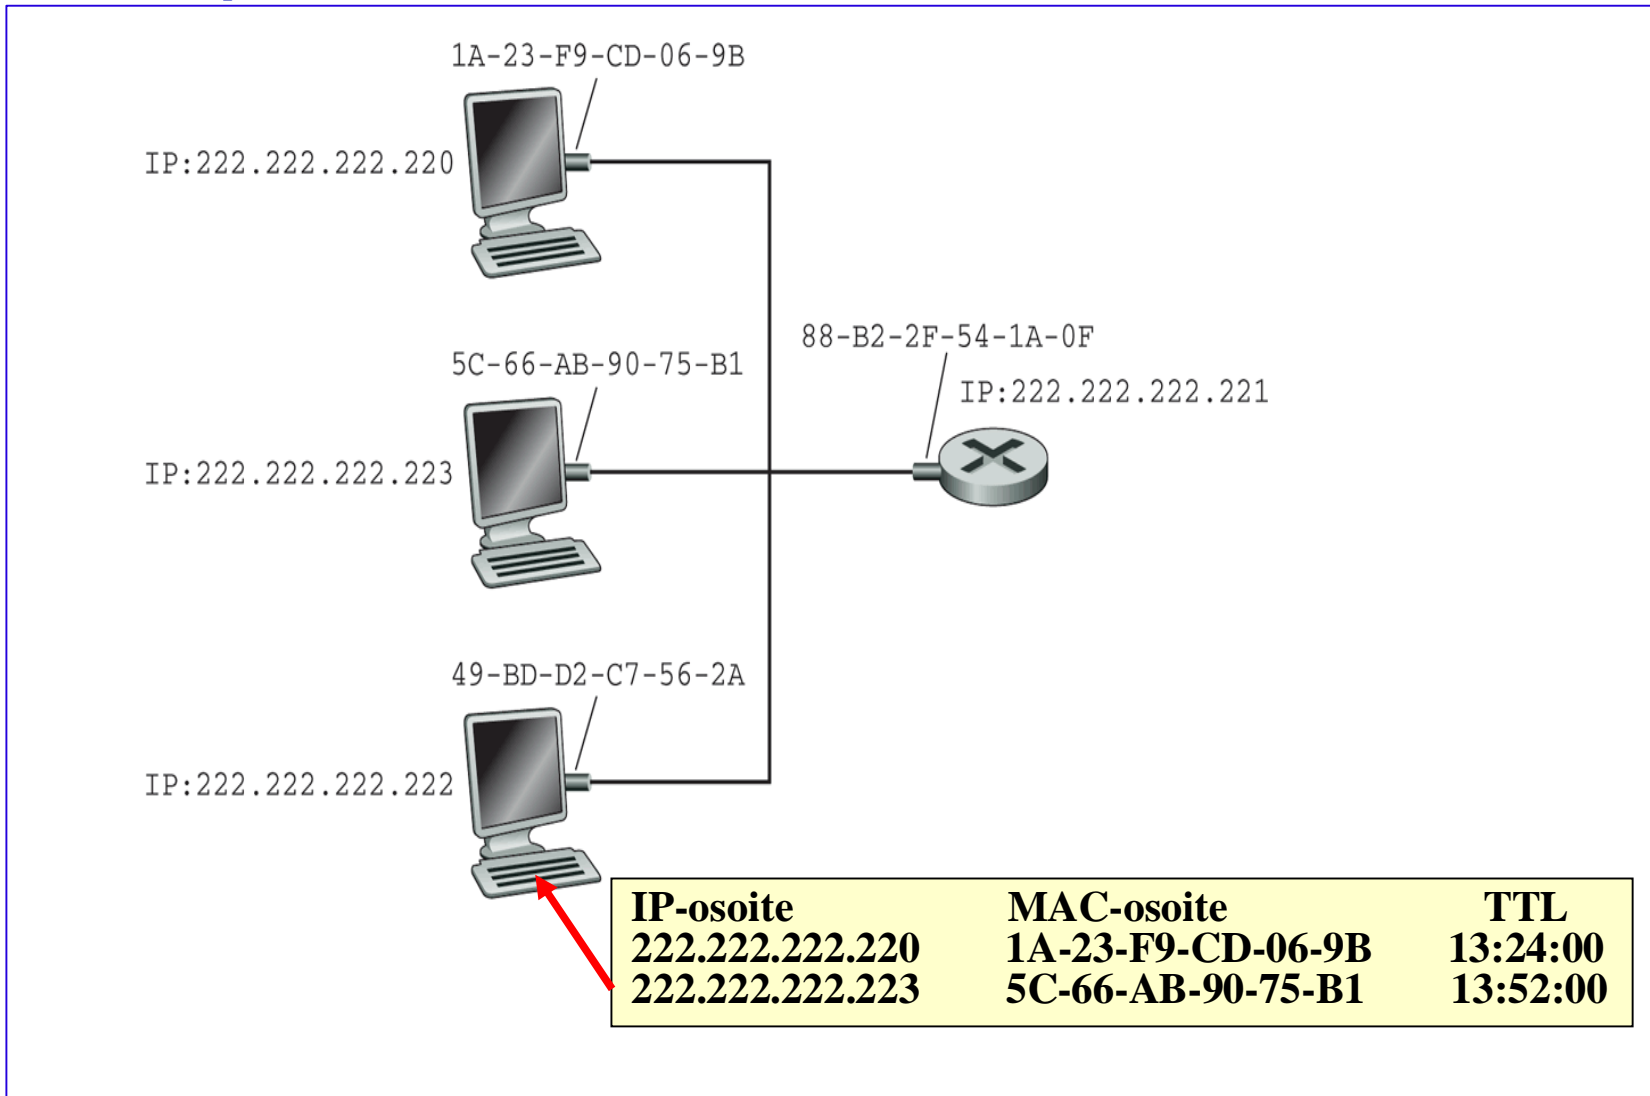 1A-23-F9-CD-06-9B
IP:222.222.222.220
88-B2-2F-54-1A-0F
5C-66-AB-90-75-B1
IP:222.222.222.221
IP:222.222.222.223
49-BD-D2-C7-56-2A
IP:222.222.222.222
IP-osoite MAC-osoite TTL
222.222.222.220 1A-23-F9-CD-06-9B 13:24:00
222.222.222.223 5C-66-AB-90-75-B1 13:52:00